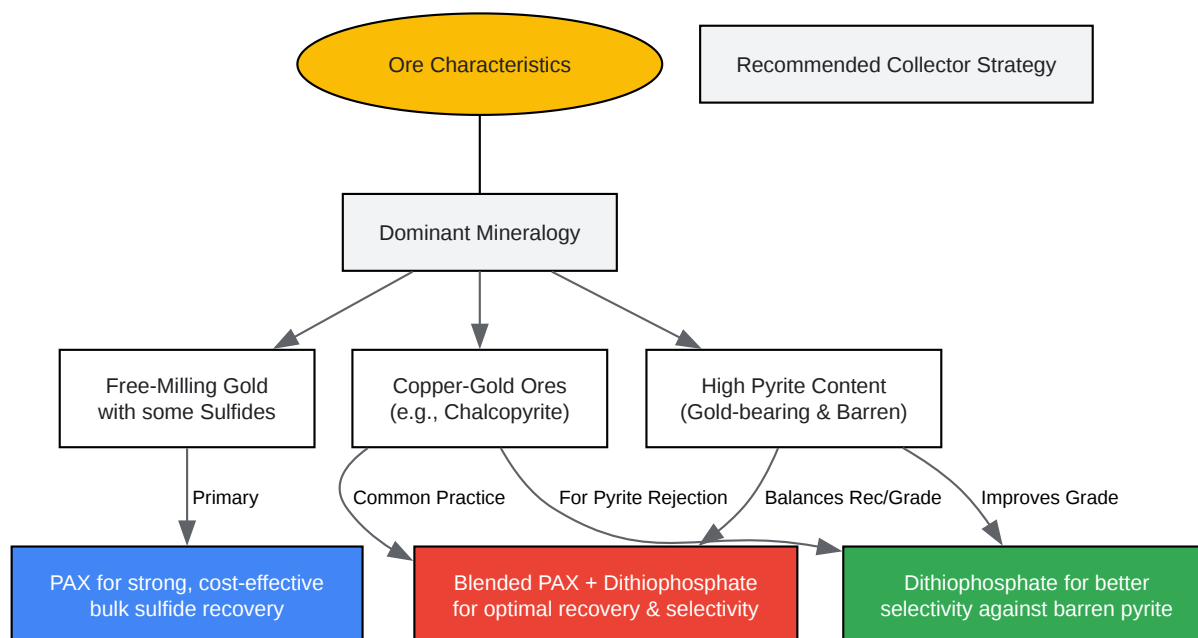 Ore Characteristics
Recommended Collector Strategy
Dominant Mineralogy
Free-Milling Gold
with some Sulfides
Copper-Gold Ores
(e.g., Chalcopyrite)
High Pyrite Content
(Gold-bearing & Barren)
Primary
Common Practice
For Pyrite Rejection
Balances Rec/Grade
Improves Grade
PAX for strong, cost-effective
bulk sulfide recovery
Blended PAX + Dithiophosphate
for optimal recovery & selectivity
Dithiophosphate for better
selectivity against barren pyrite